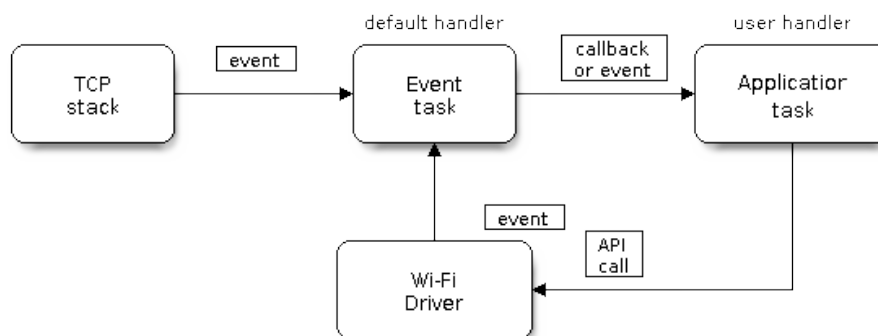 default handler
user handler
event
callback
or event
TCP
stack
Event
task
Application
task
event
API
call
Wi-Fi
Driver